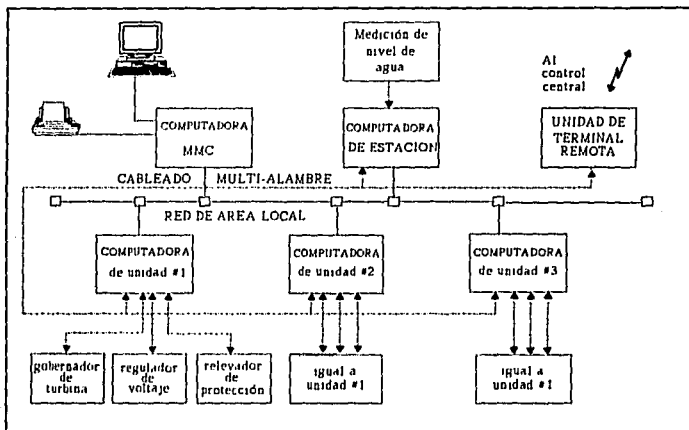 Medición de
nivel de
agua
Al
control
central
COMPUTADORA
MMC
COMPUTADORA
DE ESTACION
UNIDAD DE
TERMINAL
REMOTA
CABLEADO MULTI-ALAMBRE
RED DE AREA LOCAL
COMPUTADORA
de unidad #1
COMPUTADORA
de unidad #2
COMPUTADORA
de unidad #3
gobernador
de
turbina
regulador
de
voltaje
relevador
de
protección
igual a
unidad #1
igual a
unidad #1